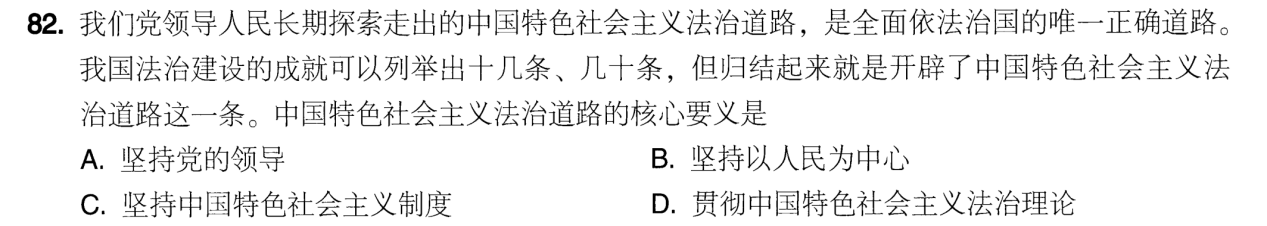 82. 我们党领导人民长期探索走出的中国特色社会主义法治道路，是全面依法治国的唯一正确道路。
我国法治建设的成就可以列举出十几条、几十条，但归结起来就是开辟了中国特色社会主义法
治道路这一条。中国特色社会主义法治道路的核心要义是
A. 坚持党的领导 B. 坚持以人民为中心
C. 坚持中国特色社会主义制度 D. 贯彻中国特色社会主义法治理论